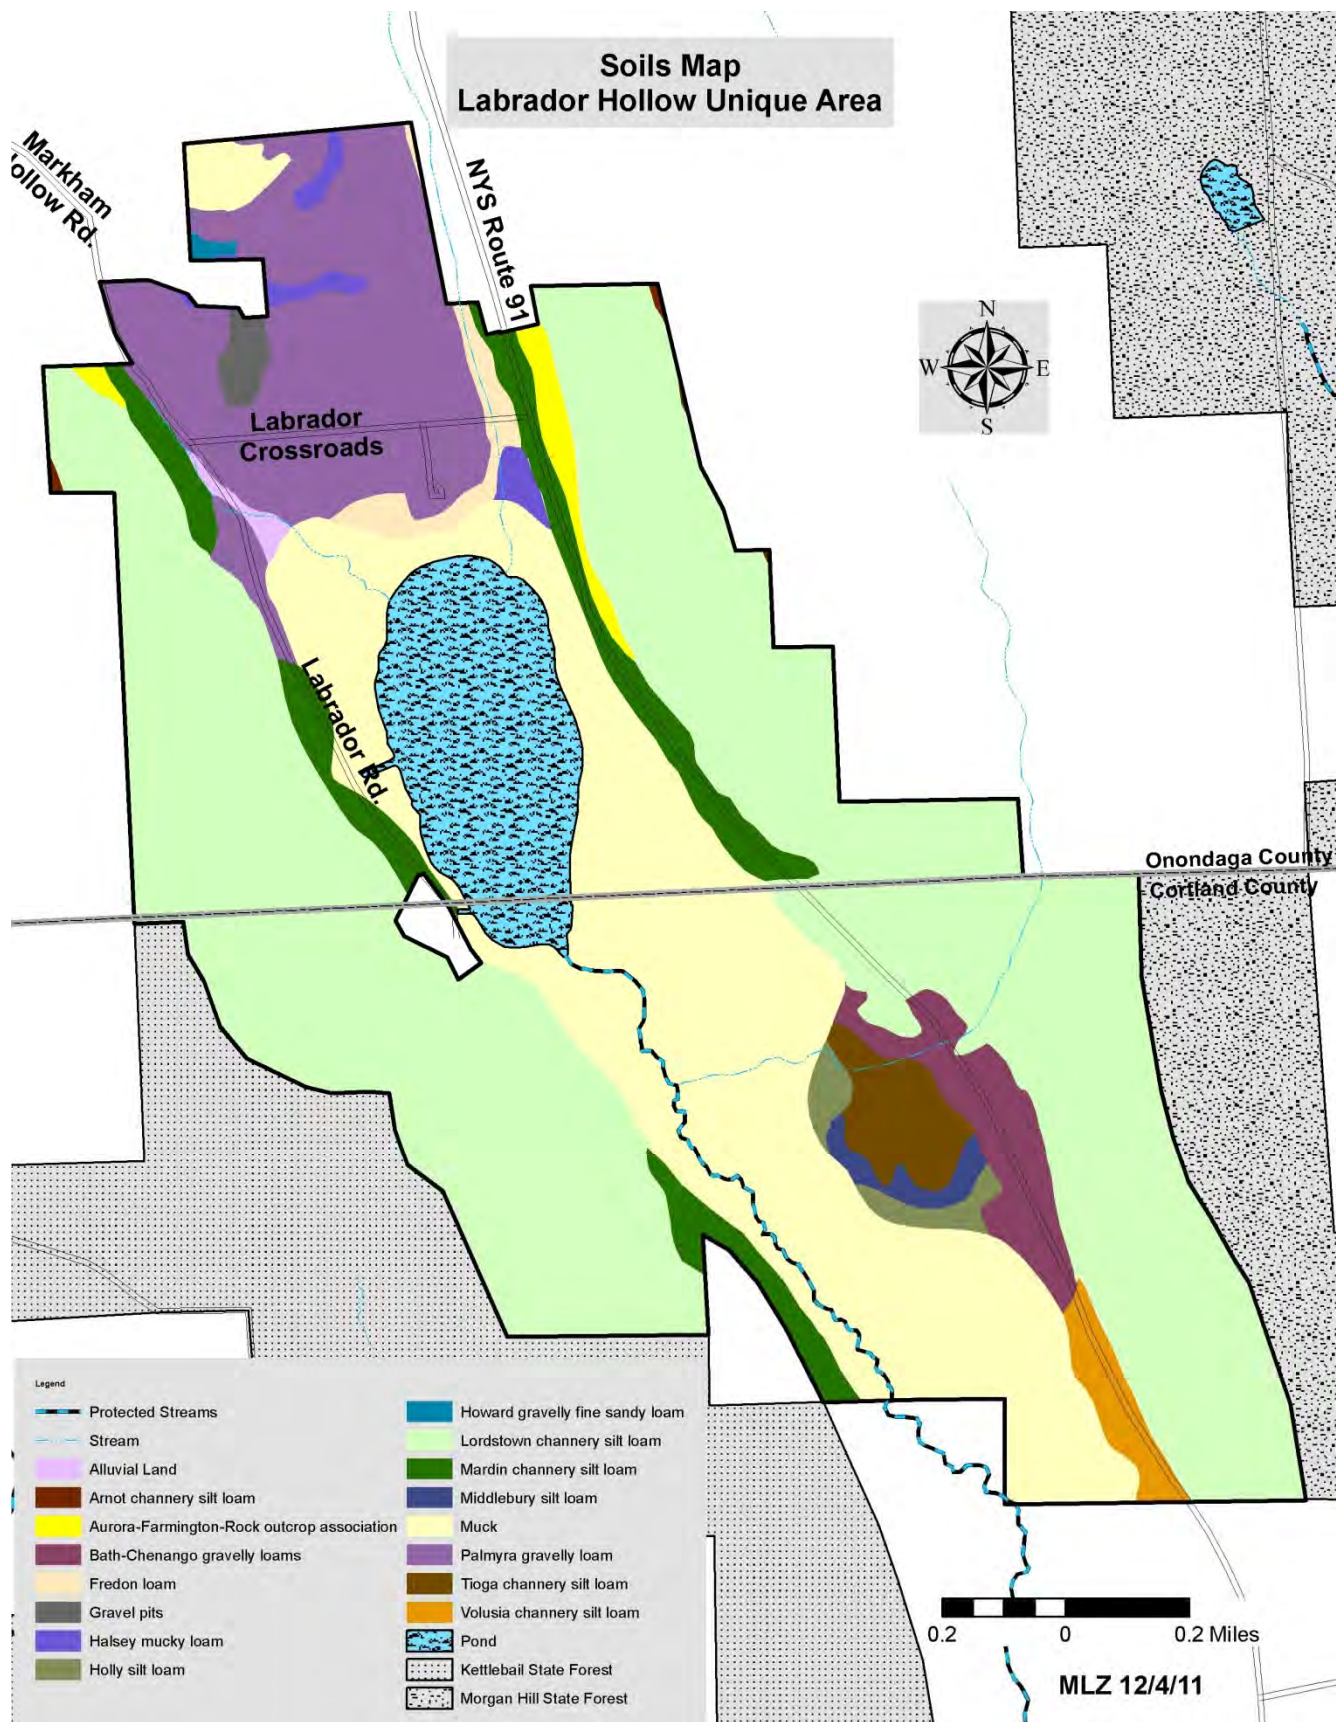 Soils Map
Labrador Hollow Unique Area
Markham
Hollow Rd.
NYS Route 91
N
W
E
S
Labrador
Crossroads
Labrador Rd.
Onondaga County
Cortland County
Legend
Protected Streams
Stream
Alluvial Land
Arnot channery silt loam
Aurora-Farmington-Rock outcrop association
Bath-Chenango gravelly loams
Fredon loam
Gravel pits
Halsey mucky loam
Holly silt loam
Howard gravelly fine sandy loam
Lordstown channery silt loam
Mardin channery silt loam
Middlebury silt loam
Muck
Palmyra gravelly loam
Tioga channery silt loam
Volusia channery silt loam
Pond
Kettlebail State Forest
Morgan Hill State Forest
0.2 0 0.2 Miles
MLZ 12/4/11